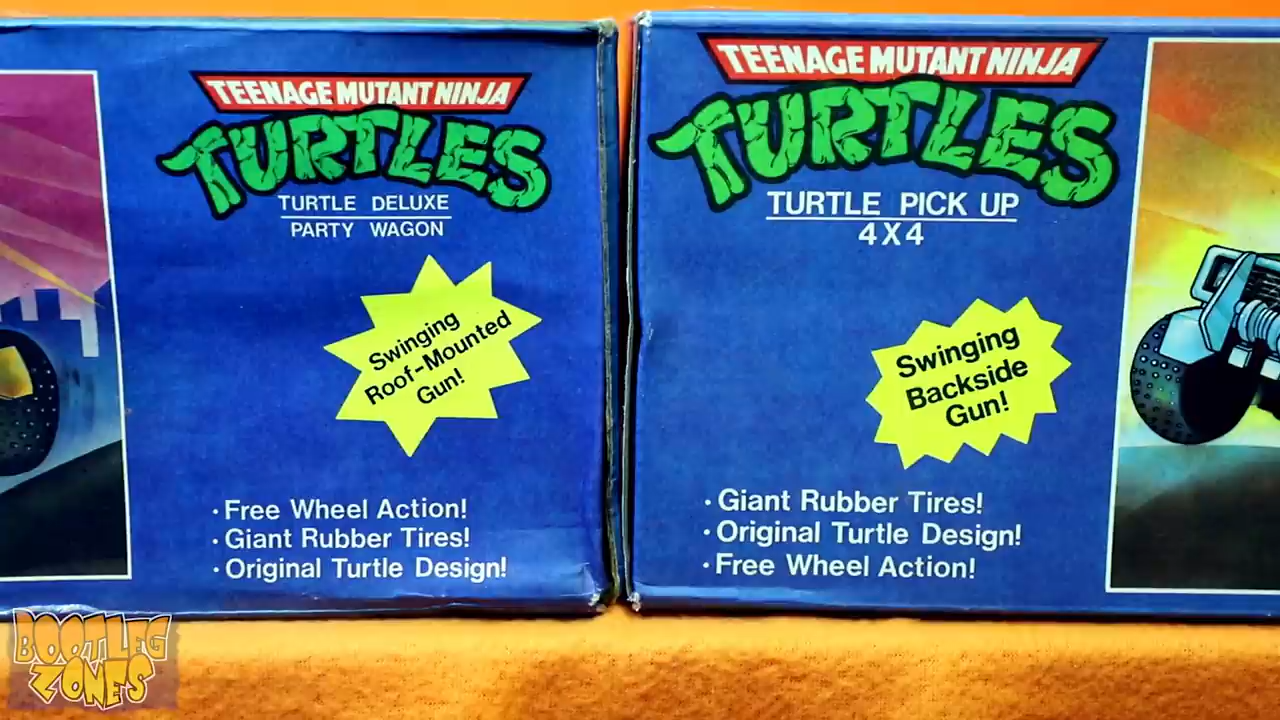 TEENAGE MUTANT NINJA
TURTLES
TURTLE DELUXE
PARTY WAGON
Swinging
Roof-Mounted
Gun!
· Free Wheel Action!
· Giant Rubber Tires!
· Original Turtle Design!
TEENAGE MUTANT NINJA
TURTLES
TURTLE PICK UP
4X4
Swinging
Backside
Gun!
· Giant Rubber Tires!
· Original Turtle Design!
· Free Wheel Action!
BOOTLEG
ZONES